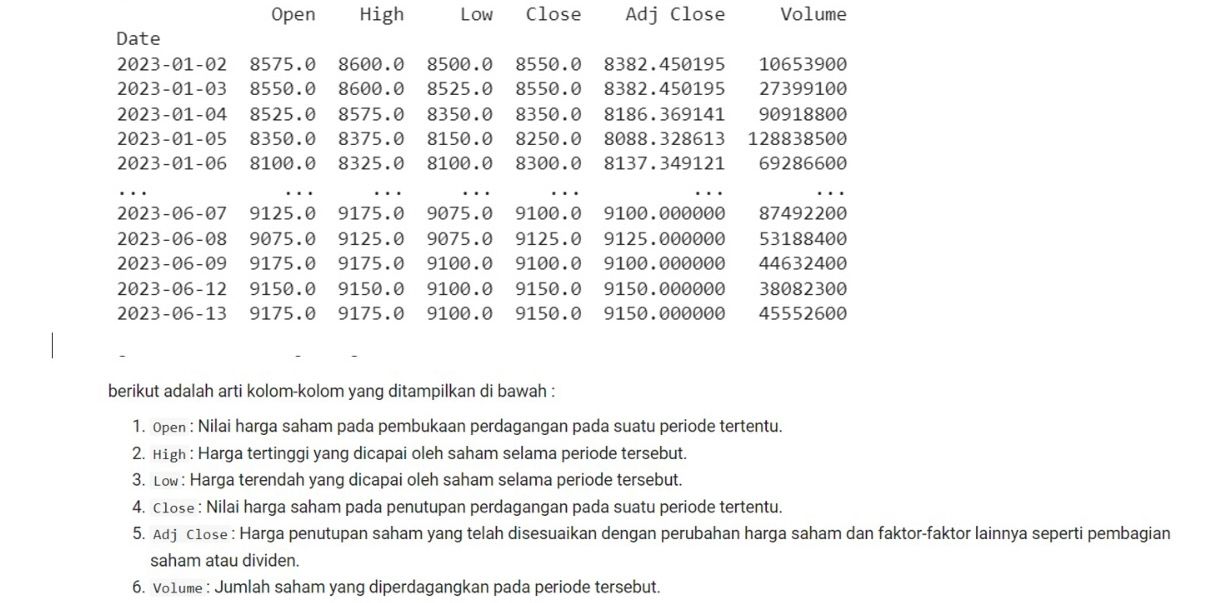 Open High Low Close Adj Close Volume
Date
2023-01-02 8575.0 8600.0 8500.0 8550.0 8382.450195 10653900
2023-01-03 8550.0 8600.0 8525.0 8550.0 8382.450195 27399100
2023-01-04 8525.0 8575.0 8350.0 8350.0 8186.369141 90918800
2023-01-05 8350.0 8375.0 8150.0 8250.0 8088.328613 128838500
2023-01-06 8100.0 8325.0 8100.0 8300.0 8137.349121 69286600
... ... ... ... ... ... ...
2023-06-07 9125.0 9175.0 9075.0 9100.0 9100.000000 87492200
2023-06-08 9075.0 9125.0 9075.0 9125.0 9125.000000 53188400
2023-06-09 9175.0 9175.0 9100.0 9100.0 9100.000000 44632400
2023-06-12 9150.0 9150.0 9100.0 9150.0 9150.000000 38082300
2023-06-13 9175.0 9175.0 9100.0 9150.0 9150.000000 45552600
berikut adalah arti kolom-kolom yang ditampilkan di bawah :
1. Open : Nilai harga saham pada pembukaan perdagangan pada suatu periode tertentu.
2. High : Harga tertinggi yang dicapai oleh saham selama periode tersebut.
3. Low : Harga terendah yang dicapai oleh saham selama periode tersebut.
4. Close : Nilai harga saham pada penutupan perdagangan pada suatu periode tertentu.
5. Adj Close : Harga penutupan saham yang telah disesuaikan dengan perubahan harga saham dan faktor-faktor lainnya seperti pembagian
saham atau dividen.
6. Volume : Jumlah saham yang diperdagangkan pada periode tersebut.